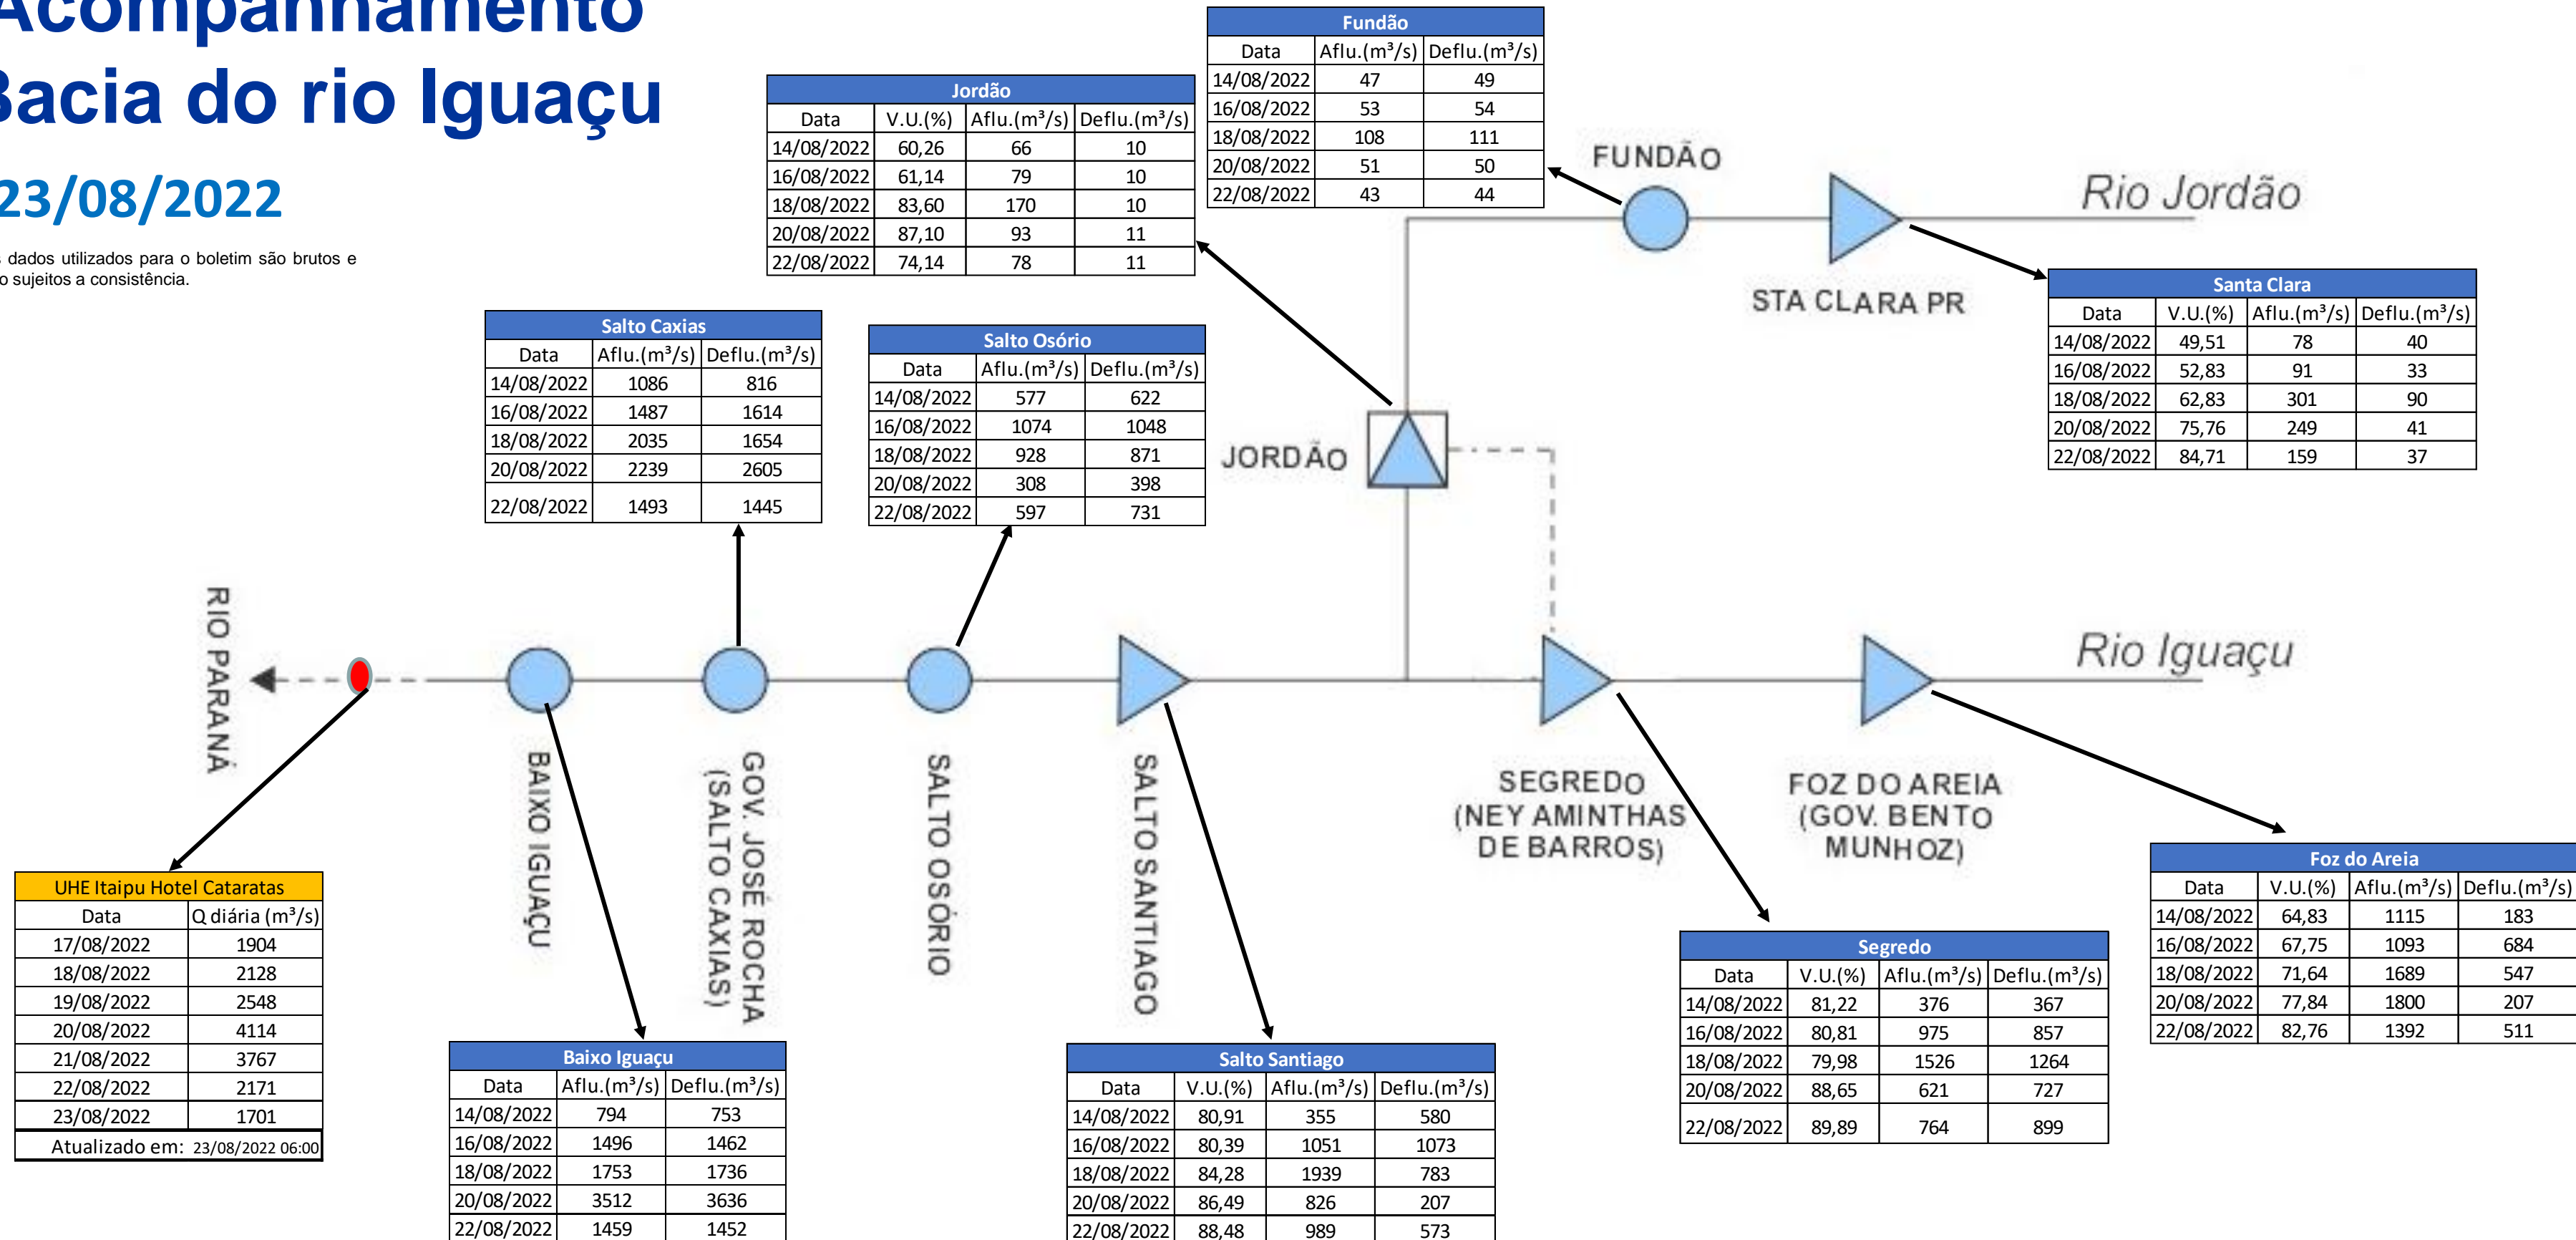 Acompanhamento
Bacia do rio Iguaçu
23/08/2022
dados utilizados para o boletim são brutos e
sujeitos a consistência.
Fundão
Data Aflu.(m³/s) Deflu.(m³/s)
14/08/2022 47 49
16/08/2022 53 54
18/08/2022 108 111
20/08/2022 51 50
22/08/2022 43 44
Jordão
Data V.U.(%) Aflu.(m³/s) Deflu.(m³/s)
14/08/2022 60,26 66 10
16/08/2022 61,14 79 10
18/08/2022 83,60 170 10
20/08/2022 87,10 93 11
22/08/2022 74,14 78 11
FUNDÃO
Rio Jordão
STA CLARA PR
Santa Clara
Data V.U.(%) Aflu.(m³/s) Deflu.(m³/s)
14/08/2022 49,51 78 40
16/08/2022 52,83 91 33
18/08/2022 62,83 301 90
20/08/2022 75,76 249 41
22/08/2022 84,71 159 37
Salto Caxias
Data Aflu.(m³/s) Deflu.(m³/s)
14/08/2022 1086 816
16/08/2022 1487 1614
18/08/2022 2035 1654
20/08/2022 2239 2605
22/08/2022 1493 1445
Salto Osório
Data Aflu.(m³/s) Deflu.(m³/s)
14/08/2022 577 622
16/08/2022 1074 1048
18/08/2022 928 871
20/08/2022 308 398
22/08/2022 597 731
JORDÃO
RIO PARANÁ
Rio Iguaçu
BAIXO IGUAÇU
GOV. JOSÉ ROCHA
(SALTO CAXIAS)
SALTO OSÓRIO
SALTO SANTIAGO
SEGREDO
(NEY AMINTHAS
DE BARROS)
FOZ DO AREIA
(GOV. BENTO
MUNHOZ)
UHE Itaipu Hotel Cataratas
Data Q diária (m³/s)
17/08/2022 1904
18/08/2022 2128
19/08/2022 2548
20/08/2022 4114
21/08/2022 3767
22/08/2022 2171
23/08/2022 1701
Atualizado em: 23/08/2022 06:00
Baixo Iguaçu
Data Aflu.(m³/s) Deflu.(m³/s)
14/08/2022 794 753
16/08/2022 1496 1462
18/08/2022 1753 1736
20/08/2022 3512 3636
22/08/2022 1459 1452
Salto Santiago
Data V.U.(%) Aflu.(m³/s) Deflu.(m³/s)
14/08/2022 80,91 355 580
16/08/2022 80,39 1051 1073
18/08/2022 84,28 1939 783
20/08/2022 86,49 826 207
22/08/2022 88,48 989 573
Segredo
Data V.U.(%) Aflu.(m³/s) Deflu.(m³/s)
14/08/2022 81,22 376 367
16/08/2022 80,81 975 857
18/08/2022 79,98 1526 1264
20/08/2022 88,65 621 727
22/08/2022 89,89 764 899
Foz do Areia
Data V.U.(%) Aflu.(m³/s) Deflu.(m³/s)
14/08/2022 64,83 1115 183
16/08/2022 67,75 1093 684
18/08/2022 71,64 1689 547
20/08/2022 77,84 1800 207
22/08/2022 82,76 1392 511